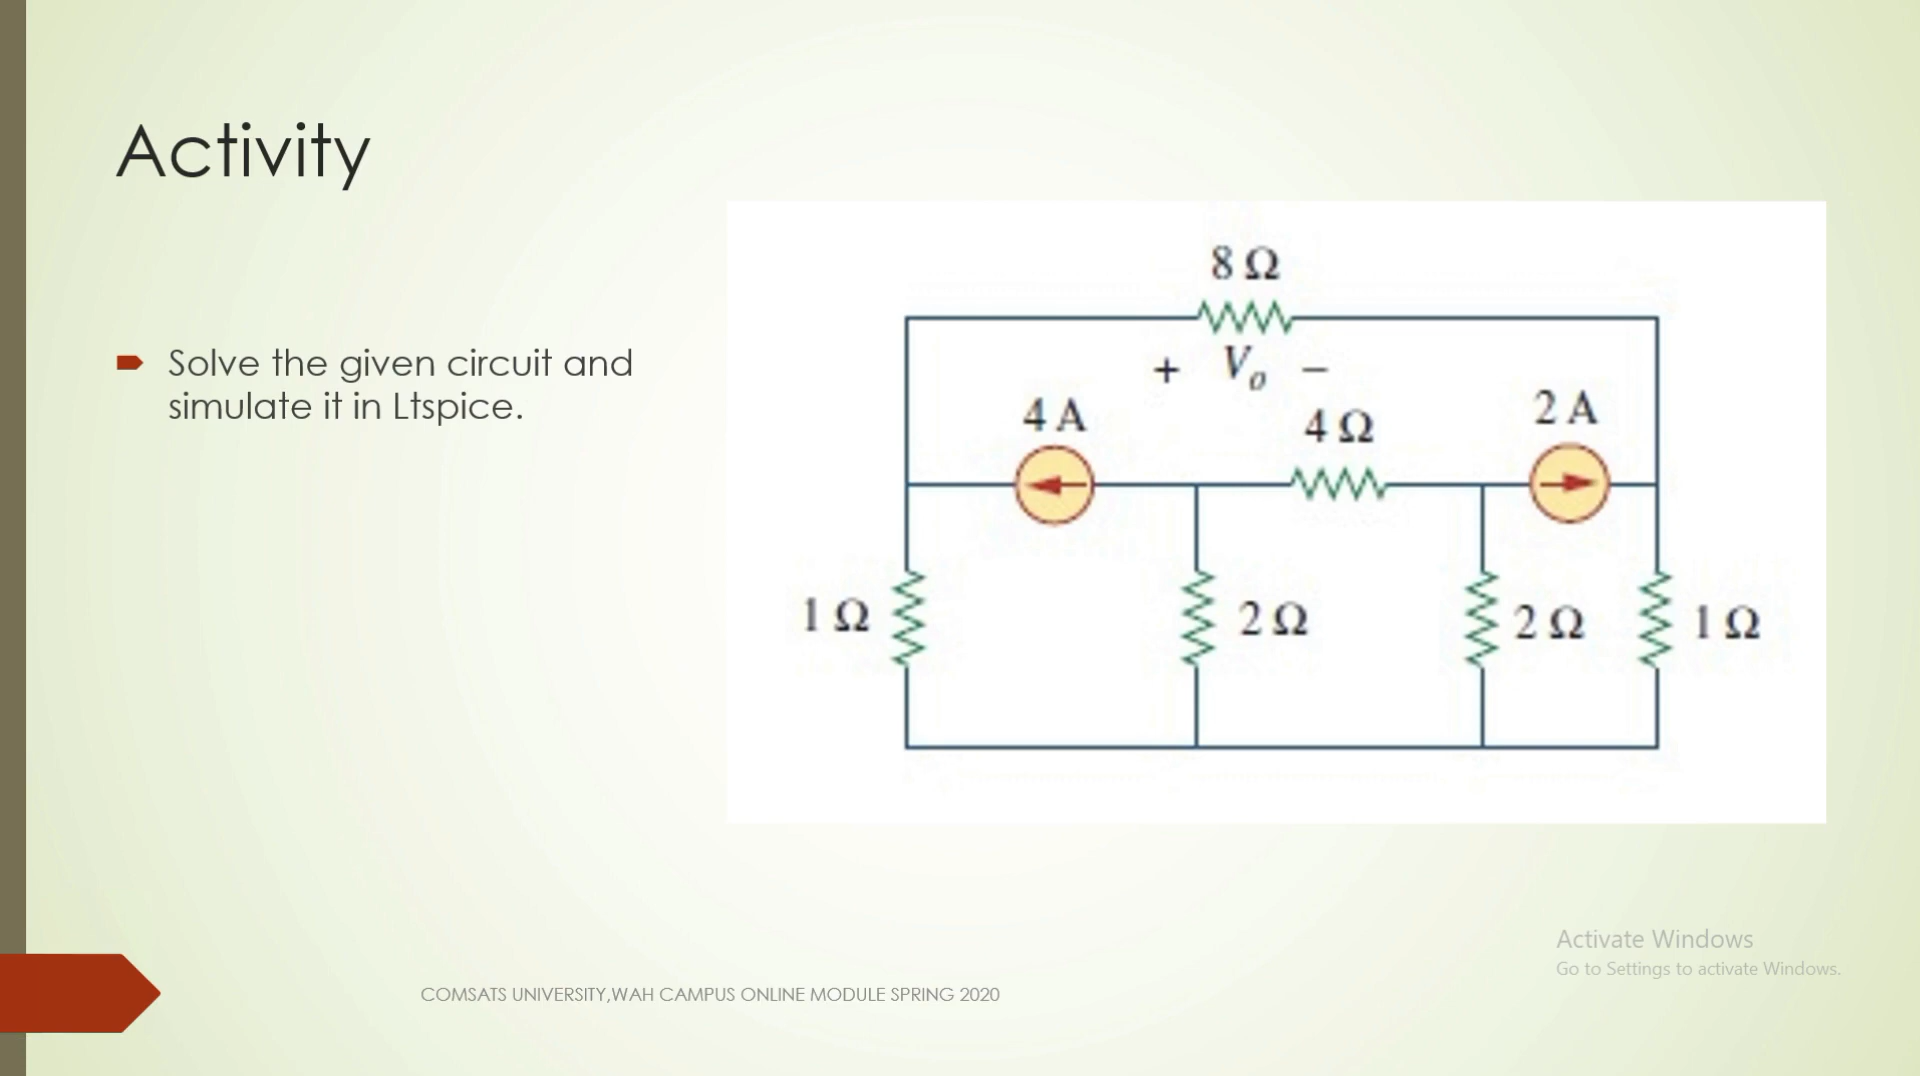 Activity
Solve the given circuit and
simulate it in Ltspice.
8 Ω
+ Vo −
4 A
4 Ω
2 A
1 Ω
2 Ω
2 Ω
1 Ω
Activate Windows
Go to Settings to activate Windows.
COMSATS UNIVERSITY,WAH CAMPUS ONLINE MODULE SPRING 2020